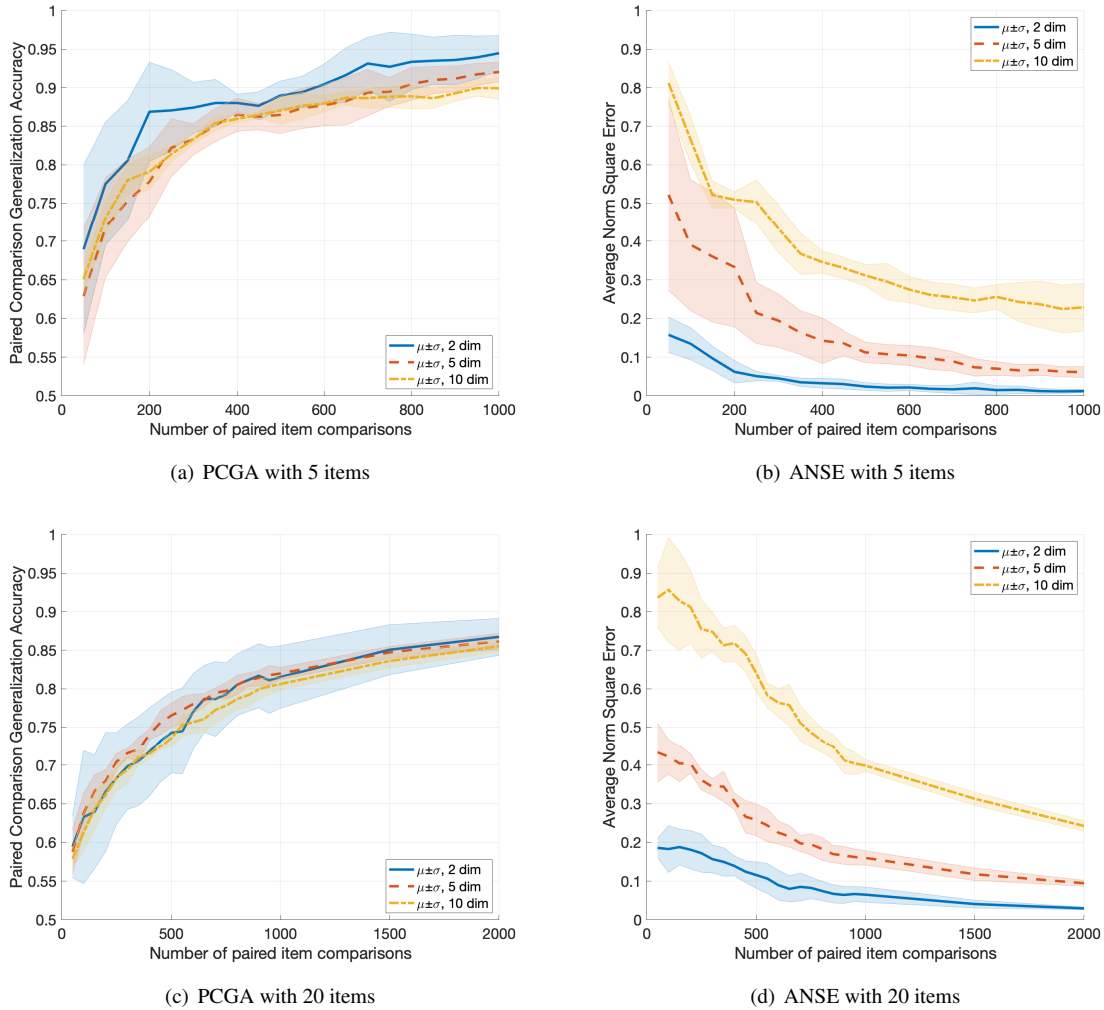 1
0.95
0.9
0.85
0.8
0.75
0.7
0.65
0.6
0.55
0.5
Paired Comparison Generalization Accuracy
μ±σ, 2 dim
μ±σ, 5 dim
μ±σ, 10 dim
0 200 400 600 800 1000
Number of paired item comparisons
(a) PCGA with 5 items
1
0.9
0.8
0.7
0.6
0.5
0.4
0.3
0.2
0.1
0
Average Norm Square Error
μ±σ, 2 dim
μ±σ, 5 dim
μ±σ, 10 dim
0 200 400 600 800 1000
Number of paired item comparisons
(b) ANSE with 5 items
1
0.95
0.9
0.85
0.8
0.75
0.7
0.65
0.6
0.55
0.5
Paired Comparison Generalization Accuracy
μ±σ, 2 dim
μ±σ, 5 dim
μ±σ, 10 dim
0 500 1000 1500 2000
Number of paired item comparisons
(c) PCGA with 20 items
1
0.9
0.8
0.7
0.6
0.5
0.4
0.3
0.2
0.1
0
Average Norm Square Error
μ±σ, 2 dim
μ±σ, 5 dim
μ±σ, 10 dim
0 500 1000 1500 2000
Number of paired item comparisons
(d) ANSE with 20 items